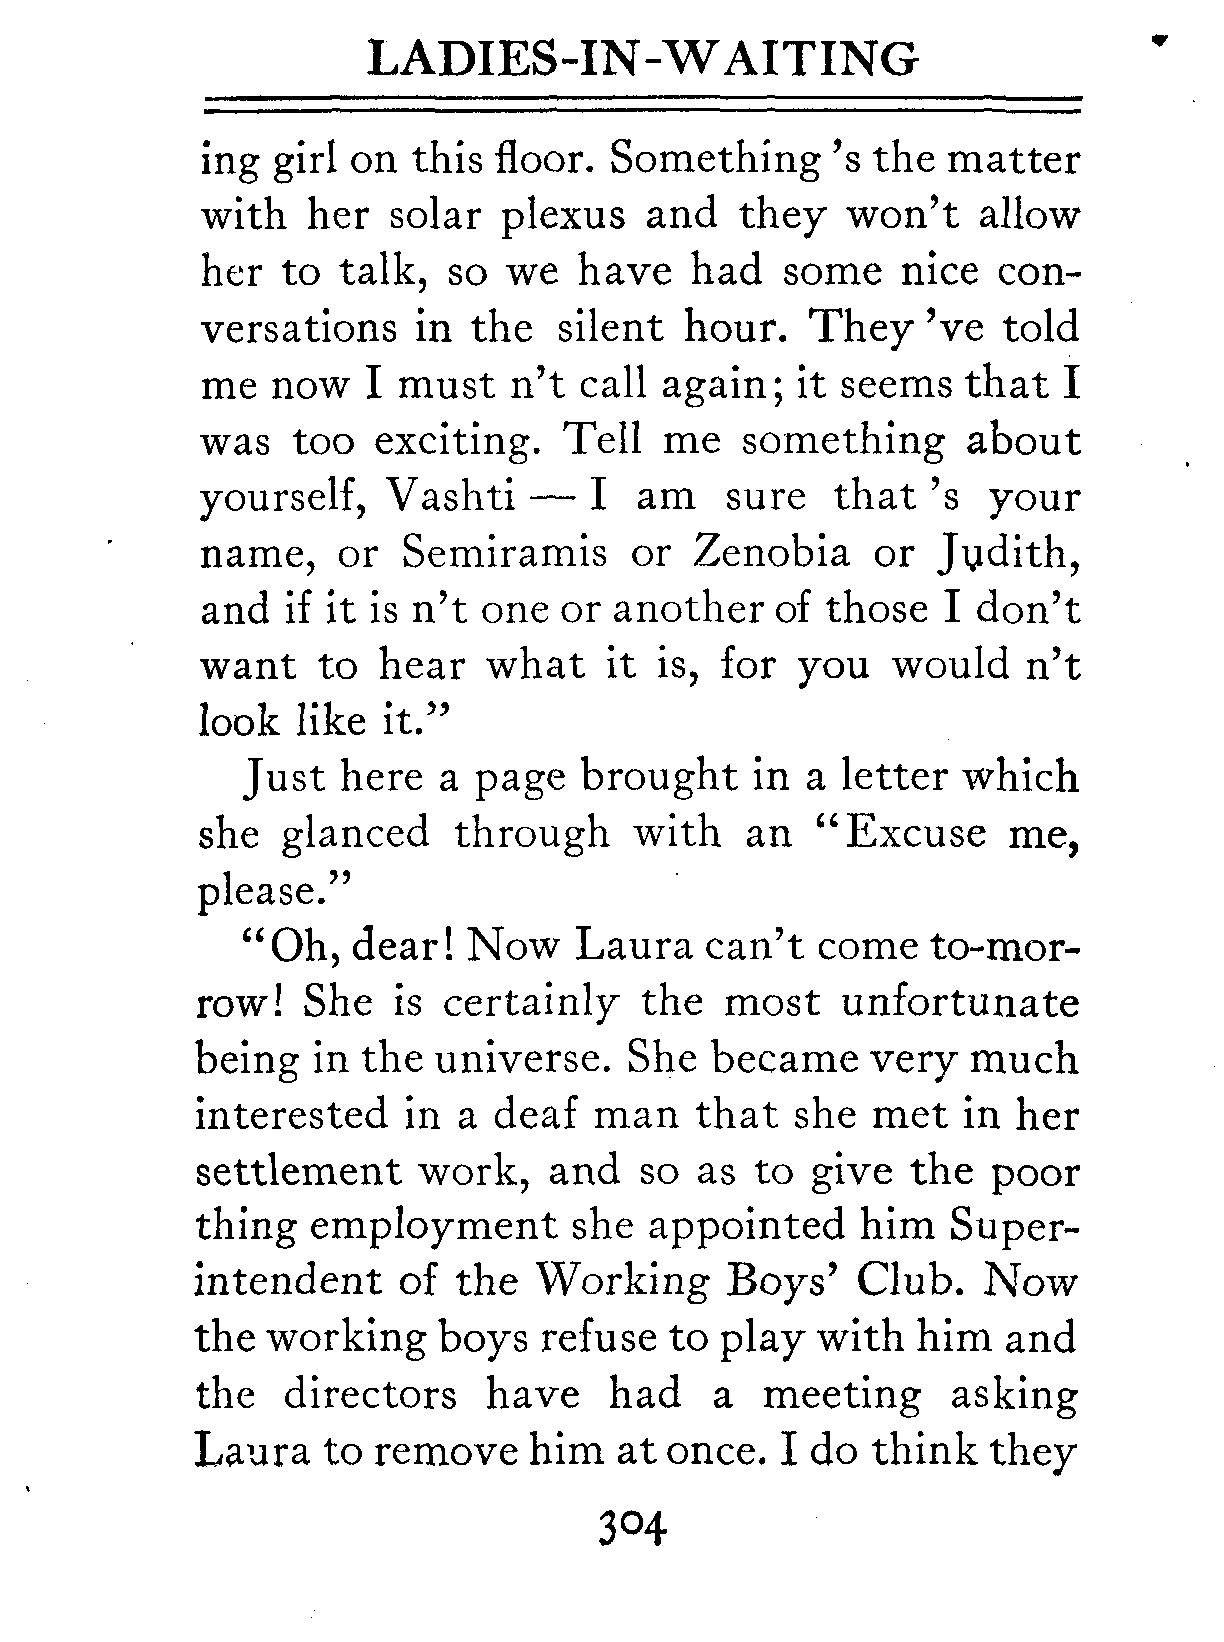 LADIES-IN-WAITING
ing girl on this floor. Something 's the matter
with her solar plexus and they won't allow
her to talk, so we have had some nice con-
versations in the silent hour. They 've told
me now I must n't call again; it seems that I
was too exciting. Tell me something about
yourself, Vashti — I am sure that 's your
name, or Semiramis or Zenobia or Judith,
and if it is n't one or another of those I don't
want to hear what it is, for you would n't
look like it."
Just here a page brought in a letter which
she glanced through with an "Excuse me,
please."
"Oh, dear! Now Laura can't come to-mor-
row! She is certainly the most unfortunate
being in the universe. She became very much
interested in a deaf man that she met in her
settlement work, and so as to give the poor
thing employment she appointed him Super-
intendent of the Working Boys' Club. Now
the working boys refuse to play with him and
the directors have had a meeting asking
Laura to remove him at once. I do think they
304